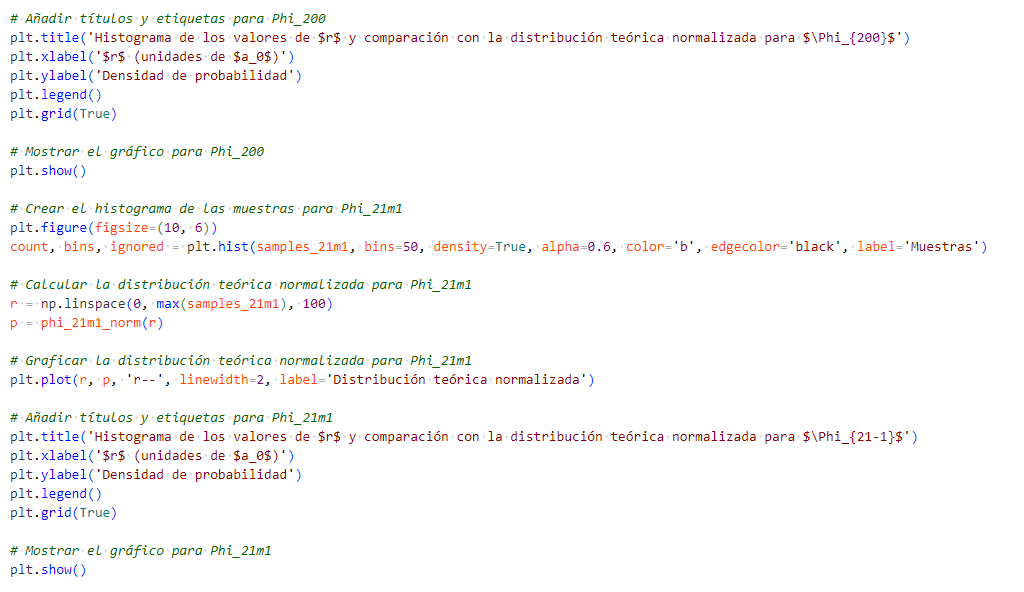 # Añadir títulos y etiquetas para Phi_200
plt.title('Histograma de los valores de $r$ y comparación con la distribución teórica normalizada para $\Phi_{200}$')
plt.xlabel('$r$ (unidades de $a_0$)')
plt.ylabel('Densidad de probabilidad')
plt.legend()
plt.grid(True)

# Mostrar el gráfico para Phi_200
plt.show()

# Crear el histograma de las muestras para Phi_21m1
plt.figure(figsize=(10, 6))
count, bins, ignored = plt.hist(samples_21m1, bins=50, density=True, alpha=0.6, color='b', edgecolor='black', label='Muestras')

# Calcular la distribución teórica normalizada para Phi_21m1
r = np.linspace(0, max(samples_21m1), 100)
p = phi_21m1_norm(r)

# Graficar la distribución teórica normalizada para Phi_21m1
plt.plot(r, p, 'r--', linewidth=2, label='Distribución teórica normalizada')

# Añadir títulos y etiquetas para Phi_21m1
plt.title('Histograma de los valores de $r$ y comparación con la distribución teórica normalizada para $\Phi_{21-1}$')
plt.xlabel('$r$ (unidades de $a_0$)')
plt.ylabel('Densidad de probabilidad')
plt.legend()
plt.grid(True)

# Mostrar el gráfico para Phi_21m1
plt.show()